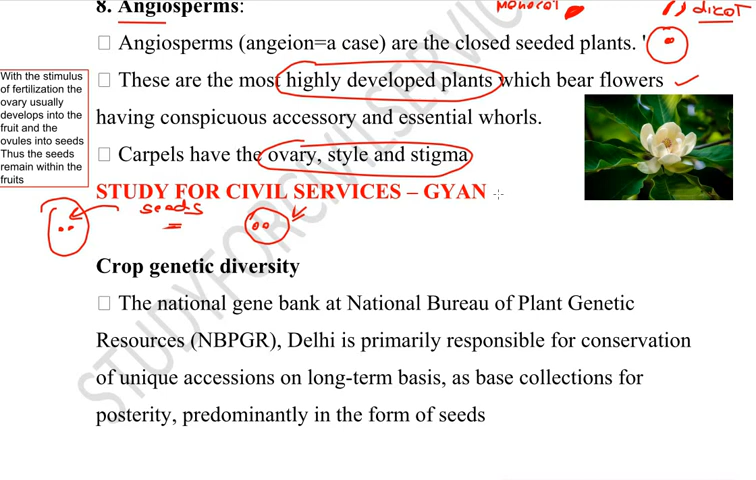 8. Angiosperms:
monocot
dicot
☐ Angiosperms (angeion=a case) are the closed seeded plants.
☐ These are the most highly developed plants which bear flowers
having conspicuous accessory and essential whorls.
☐ Carpels have the ovary, style and stigma
With the stimulus
of fertilization the
ovary usually
develops into the
fruit and the
ovules into seeds
Thus the seeds
remain within the
fruits
STUDY FOR CIVIL SERVICES – GYAN
seeds
Crop genetic diversity
☐ The national gene bank at National Bureau of Plant Genetic
Resources (NBPGR), Delhi is primarily responsible for conservation
of unique accessions on long-term basis, as base collections for
posterity, predominantly in the form of seeds
STUDYFORCIVILSERVICES